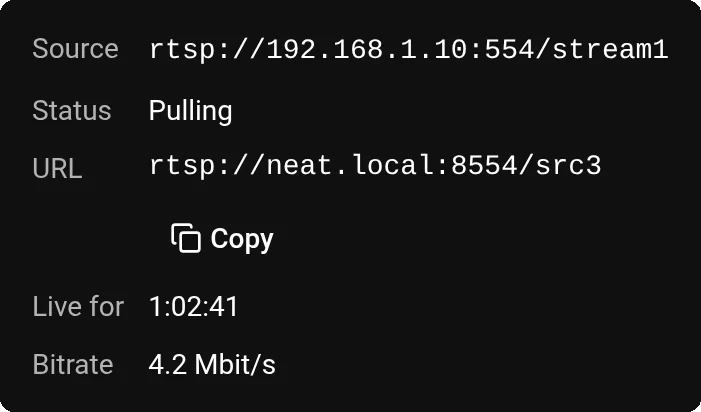 Source rtsp://192.168.1.10:554/stream1
Status Pulling
URL rtsp://neat.local:8554/src3
Copy
Live for 1:02:41
Bitrate 4.2 Mbit/s